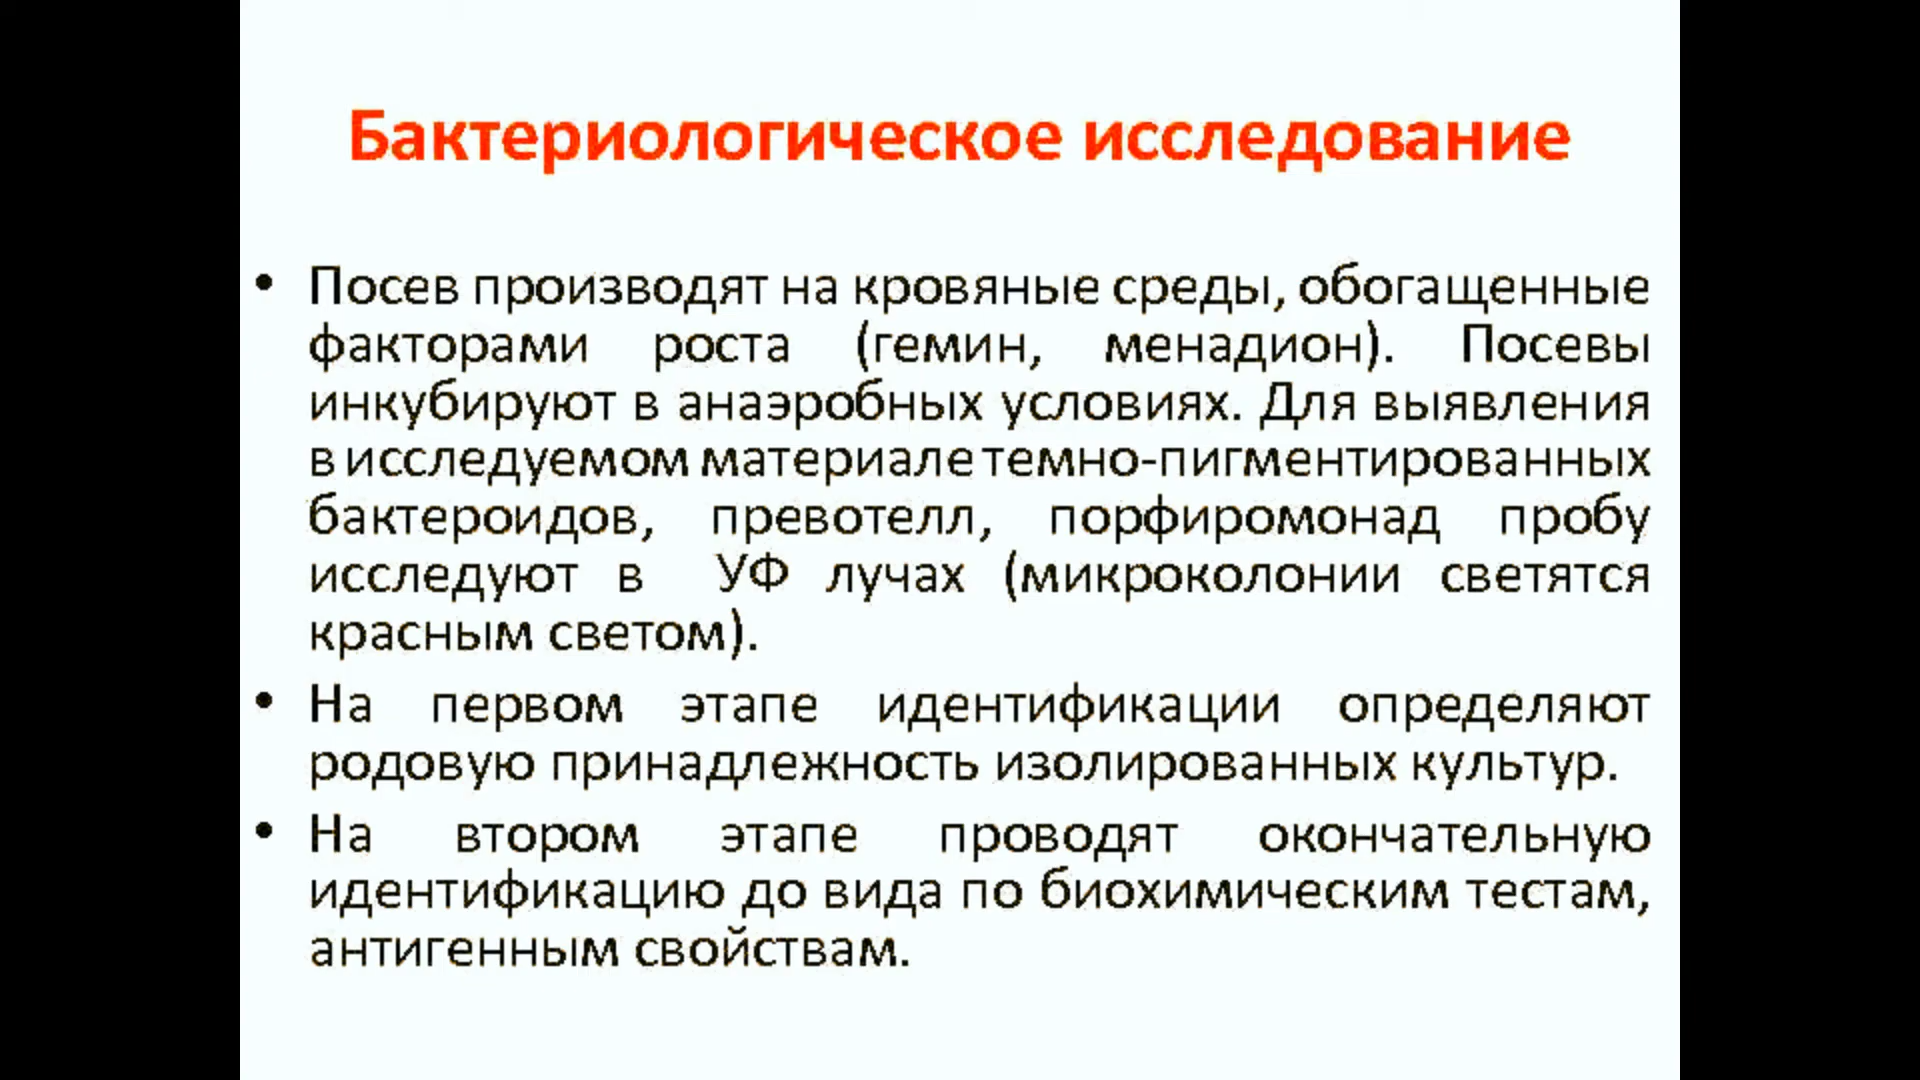 Бактериологическое исследование
• Посев производят на кровяные среды, обогащенные
факторами роста (гемин, менадион). Посевы
инкубируют в анаэробных условиях. Для выявления
в исследуемом материале темно-пигментированных
бактероидов, превотелл, порфиромонад пробу
исследуют в УФ лучах (микроколонии светятся
красным светом).
• На первом этапе идентификации определяют
родовую принадлежность изолированных культур.
• На втором этапе проводят окончательную
идентификацию до вида по биохимическим тестам,
антигенным свойствам.